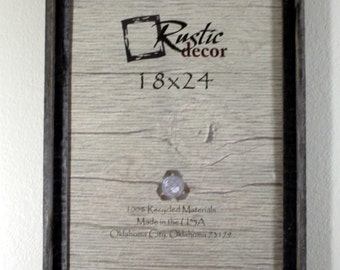 Rustic
decor
18x24
100% Recycled Materials
Made in the USA
Oklahoma City, Oklahoma